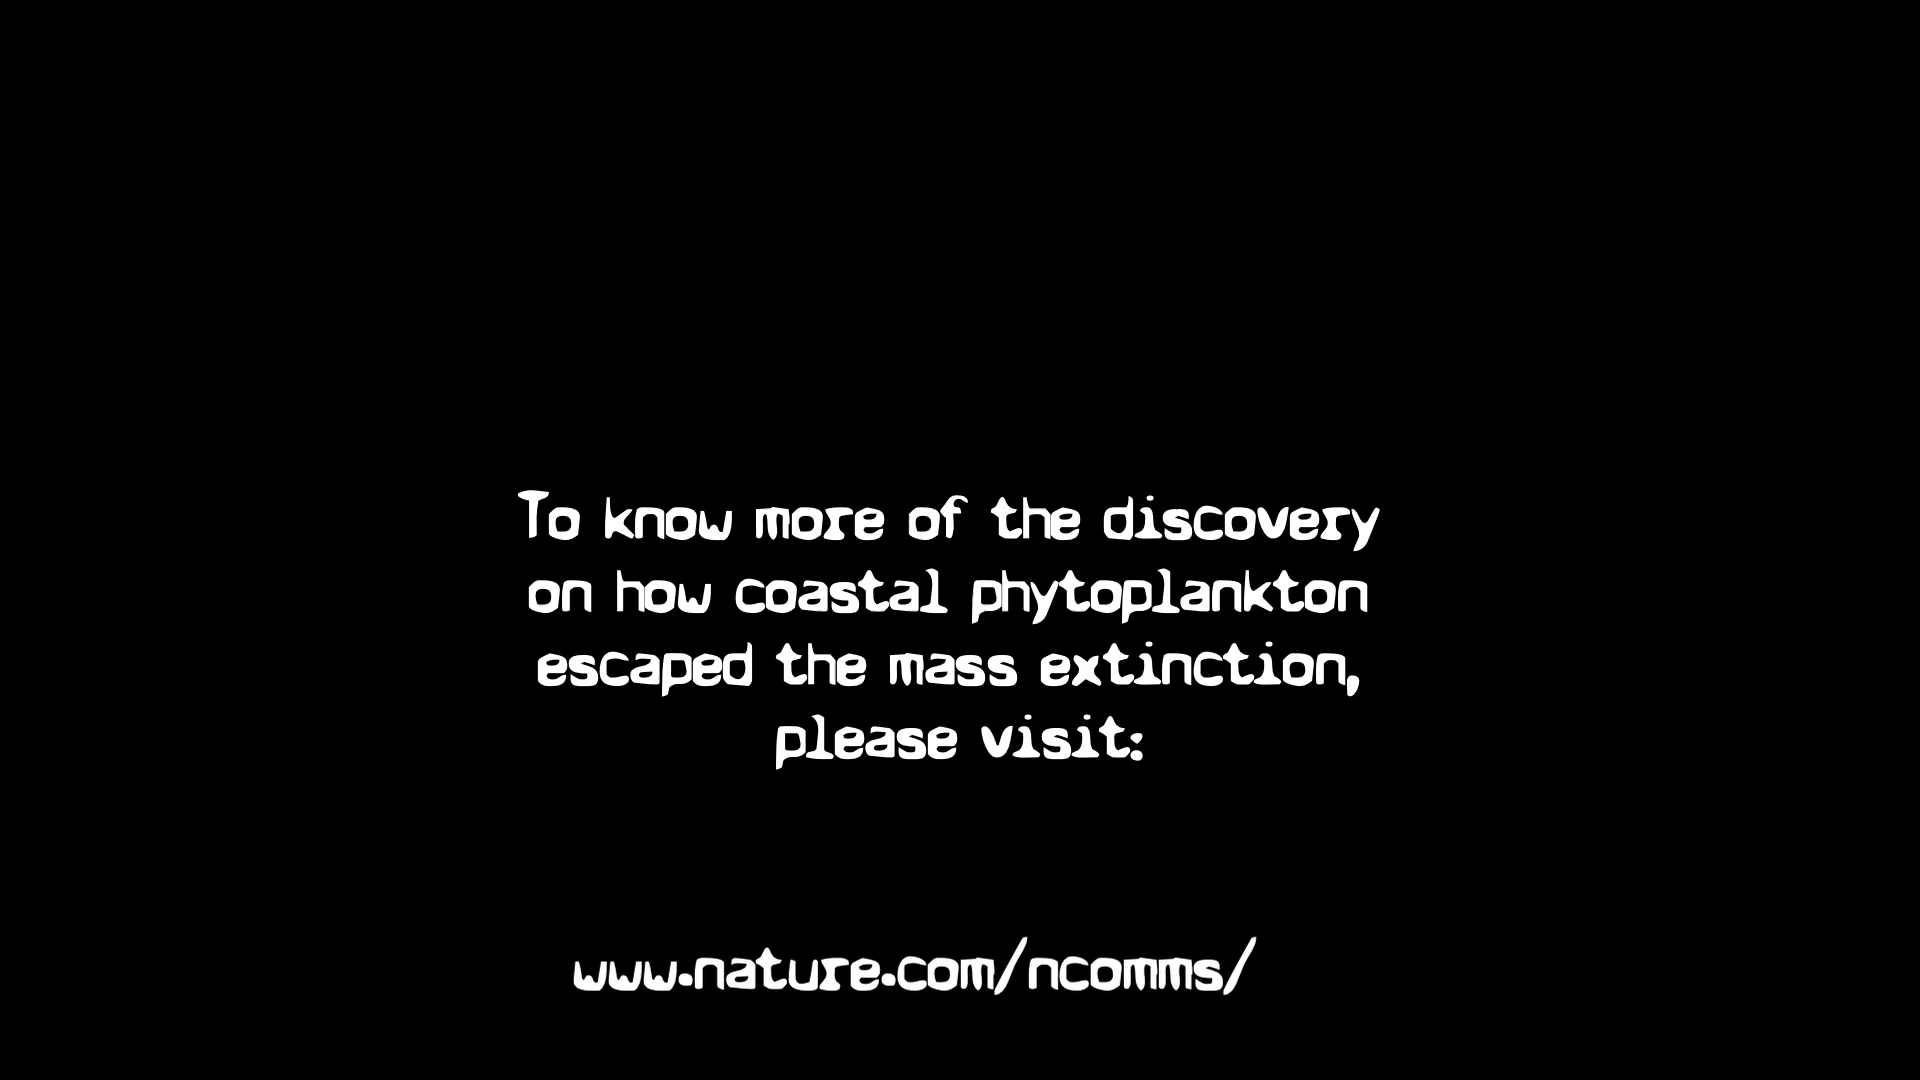 To know more of the discovery
on how coastal phytoplankton
escaped the mass extinction,
please visit:
www.nature.com/ncomms/